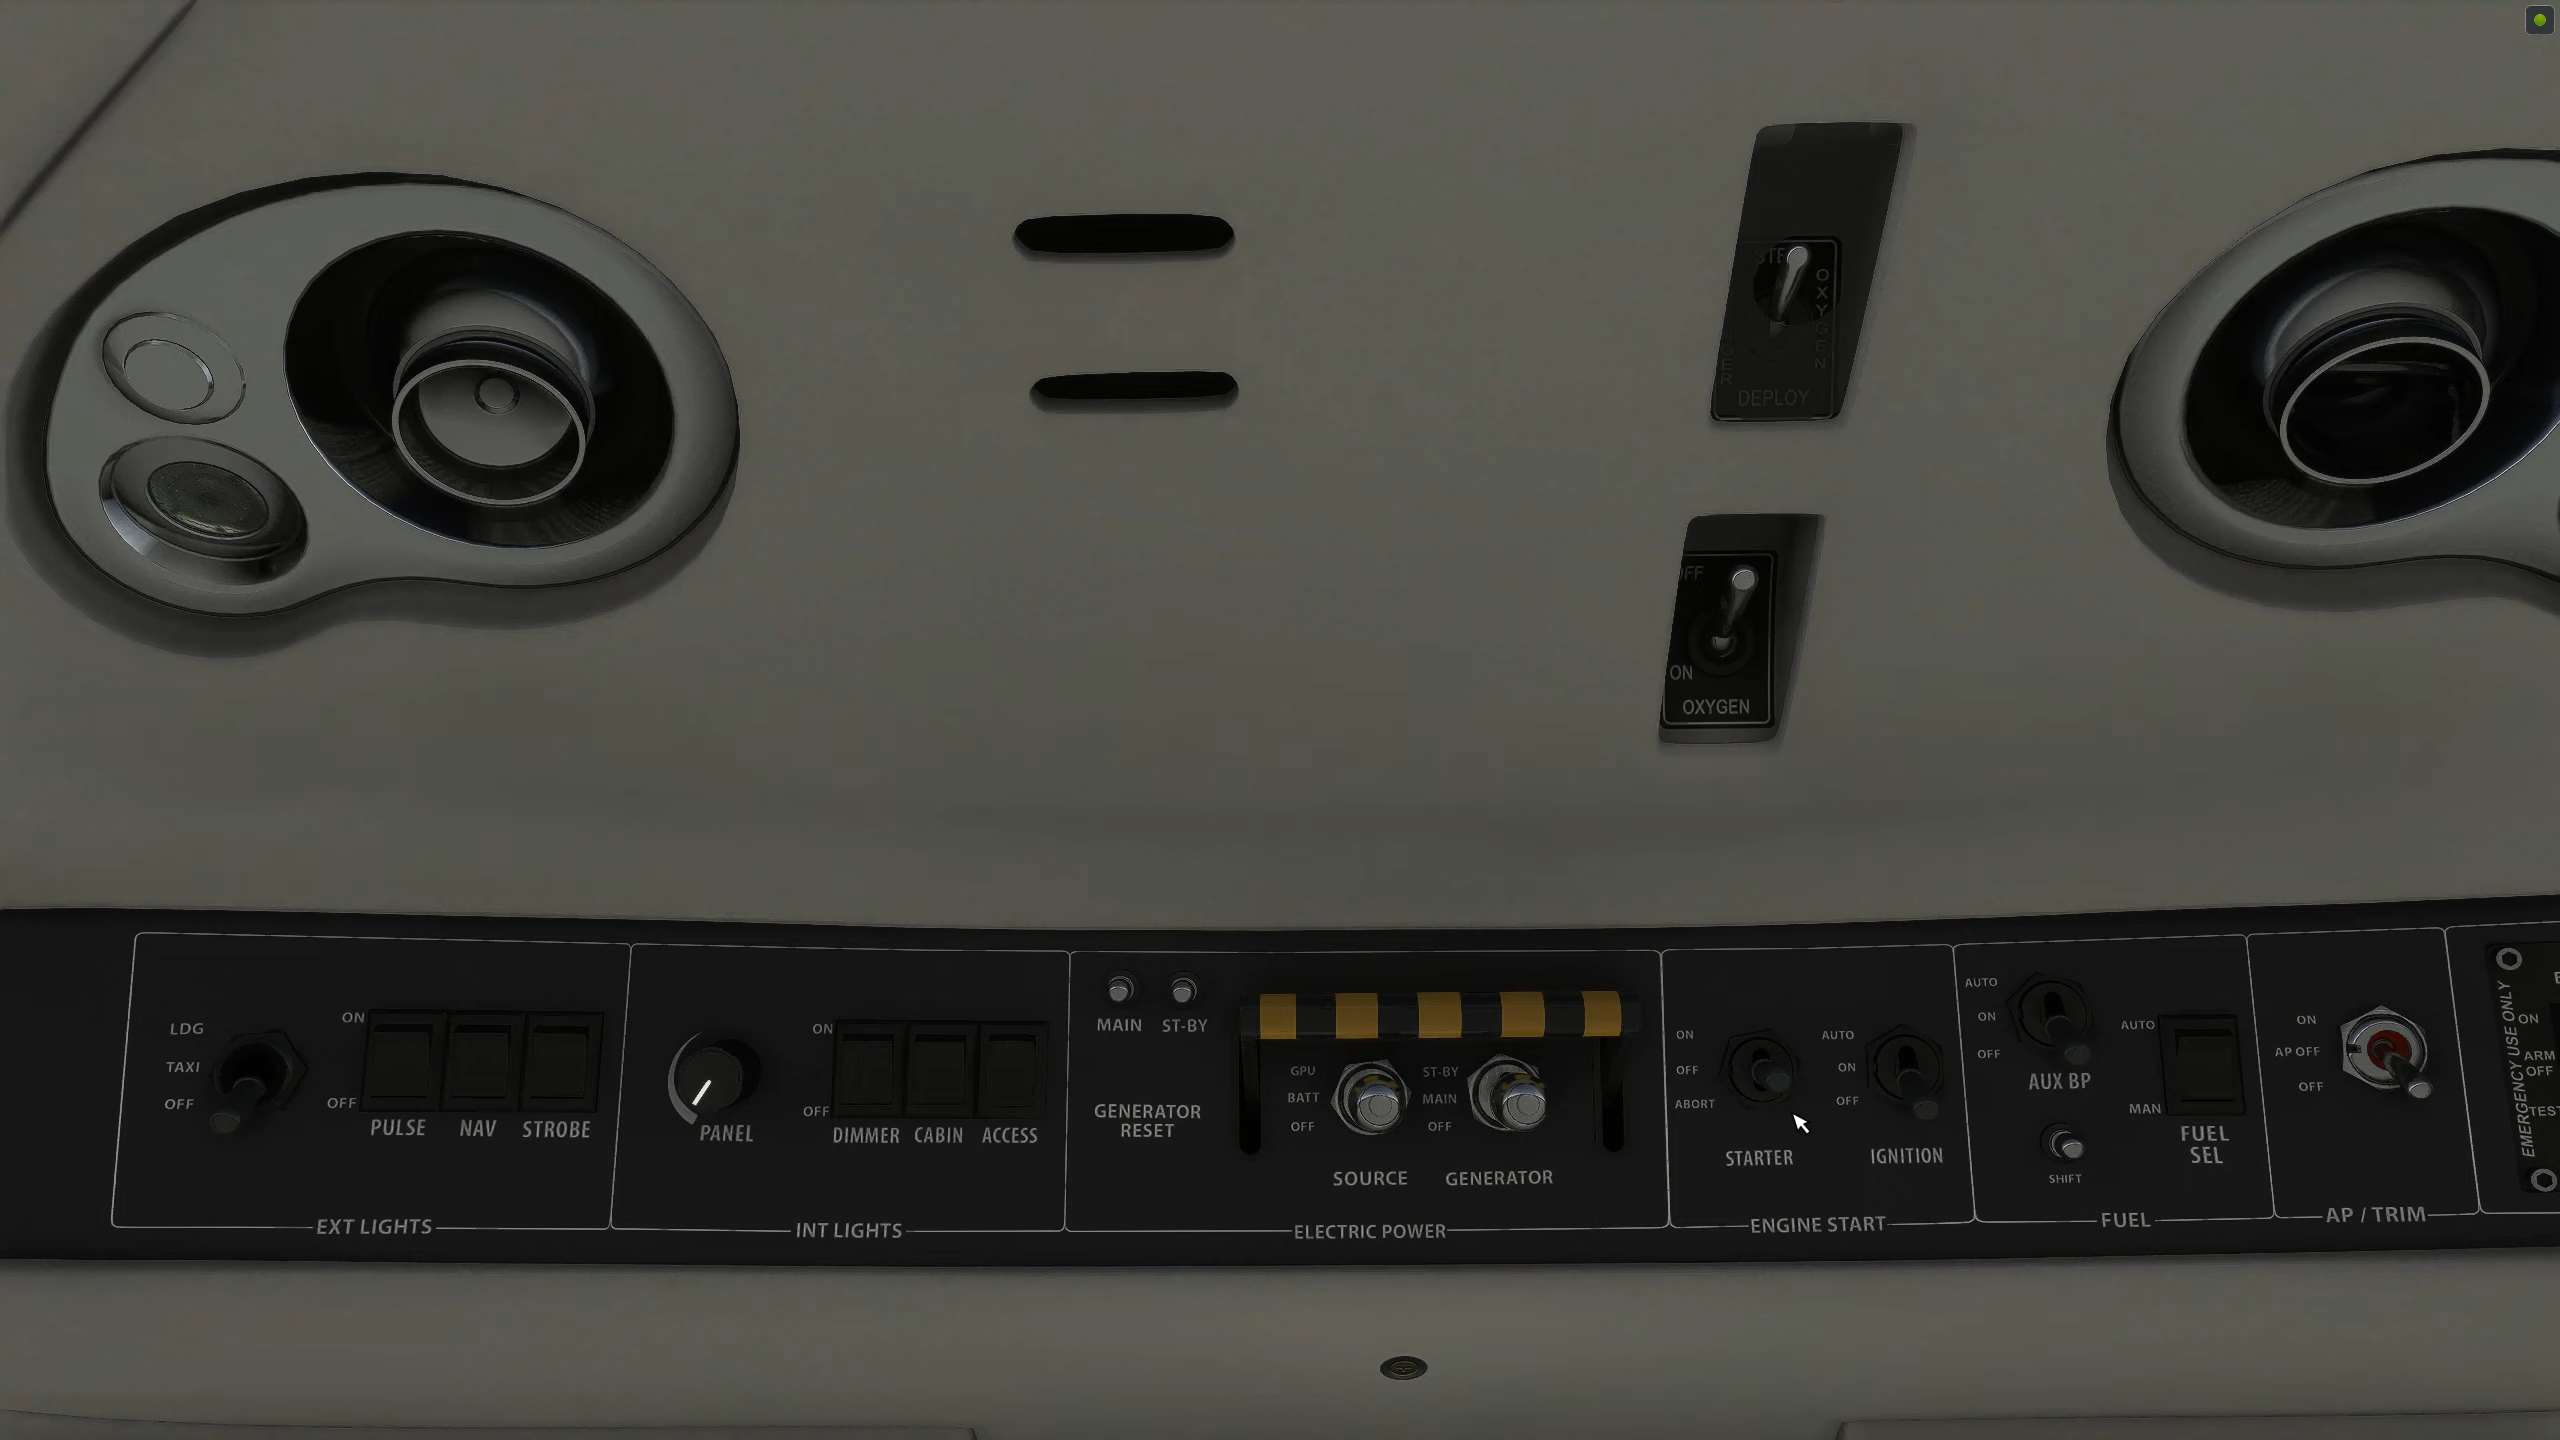 OXYGEN
DEPLOY
ON
OXYGEN
LDG
TAXI
OFF
ON
OFF
PULSE
NAV
STROBE
EXT LIGHTS
PANEL
ON
OFF
DIMMER
CABIN
ACCESS
INT LIGHTS
MAIN
ST-BY
GENERATOR
RESET
GPU
BATT
OFF
SOURCE
ST-BY
MAIN
OFF
GENERATOR
ELECTRIC POWER
ON
OFF
ABORT
STARTER
AUTO
ON
OFF
IGNITION
ENGINE START
AUTO
ON
OFF
AUX BP
SHIFT
AUTO
MAN
FUEL
SEL
FUEL
ON
AP OFF
OFF
AP / TRIM
EMERGENCY USE ONLY
ON
ARM
OFF
TEST